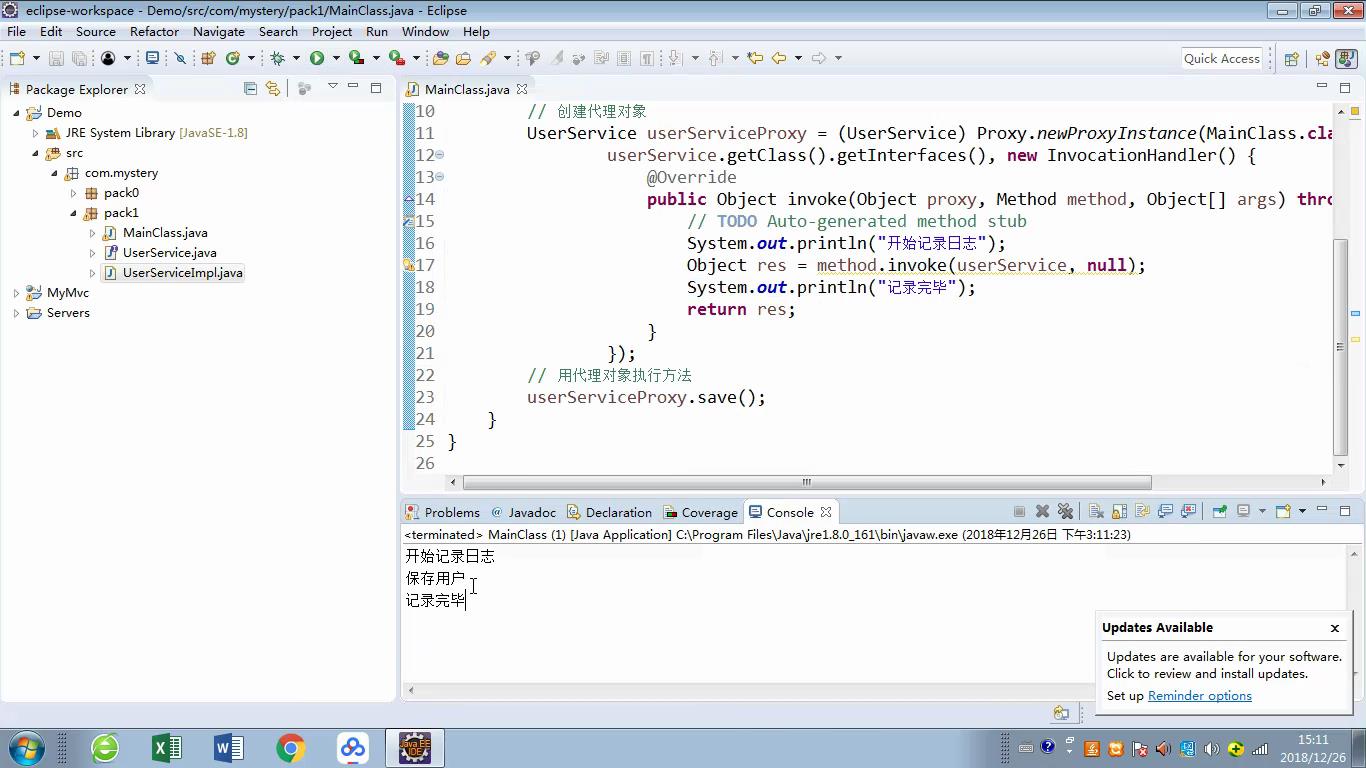 eclipse-workspace - Demo/src/com/mystery/pack1/MainClass.java - Eclipse
File Edit Source Refactor Navigate Search Project Run Window Help
Quick Access
Package Explorer
Demo
JRE System Library [JavaSE-1.8]
src
com.mystery
pack0
pack1
MainClass.java
UserService.java
UserServiceImpl.java
MyMvc
Servers
MainClass.java
10 // 创建代理对象
11 UserService userServiceProxy = (UserService) Proxy.newProxyInstance(MainClass.cla
12 userService.getClass().getInterfaces(), new InvocationHandler() {
13 @Override
14 public Object invoke(Object proxy, Method method, Object[] args) thro
15 // TODO Auto-generated method stub
16 System.out.println("开始记录日志");
17 Object res = method.invoke(userService, null);
18 System.out.println("记录完毕");
19 return res;
20 }
21 });
22 // 用代理对象执行方法
23 userServiceProxy.save();
24 }
25 }
26
Problems @ Javadoc Declaration Coverage Console
<terminated> MainClass (1) [Java Application] C:\Program Files\Java\jre1.8.0_161\bin\javaw.exe (2018年12月26日 下午3:11:23)
开始记录日志
保存用户
记录完毕
Updates Available x
Updates are available for your software.
Click to review and install updates.
Set up Reminder options
Java EE
IDE
15:11
2018/12/26